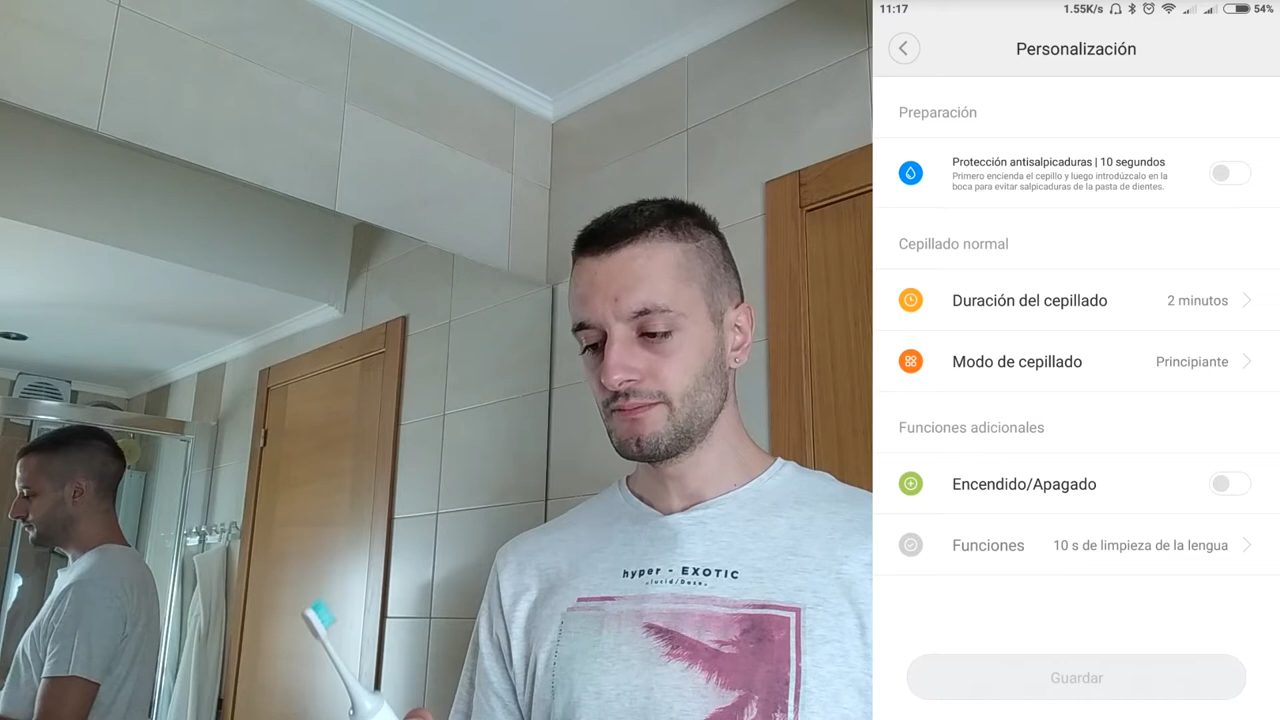 11:17
1.55K/s
54%
Personalización
Preparación
Protección antisalpicaduras | 10 segundos
Primero encienda el cepillo y luego introdúzcalo en la
boca para evitar salpicaduras de la pasta de dientes.
Cepillado normal
Duración del cepillado
2 minutos
Modo de cepillado
Principiante
Funciones adicionales
Encendido/Apagado
Funciones
10 s de limpieza de la lengua
Guardar
hyper - EXOTIC